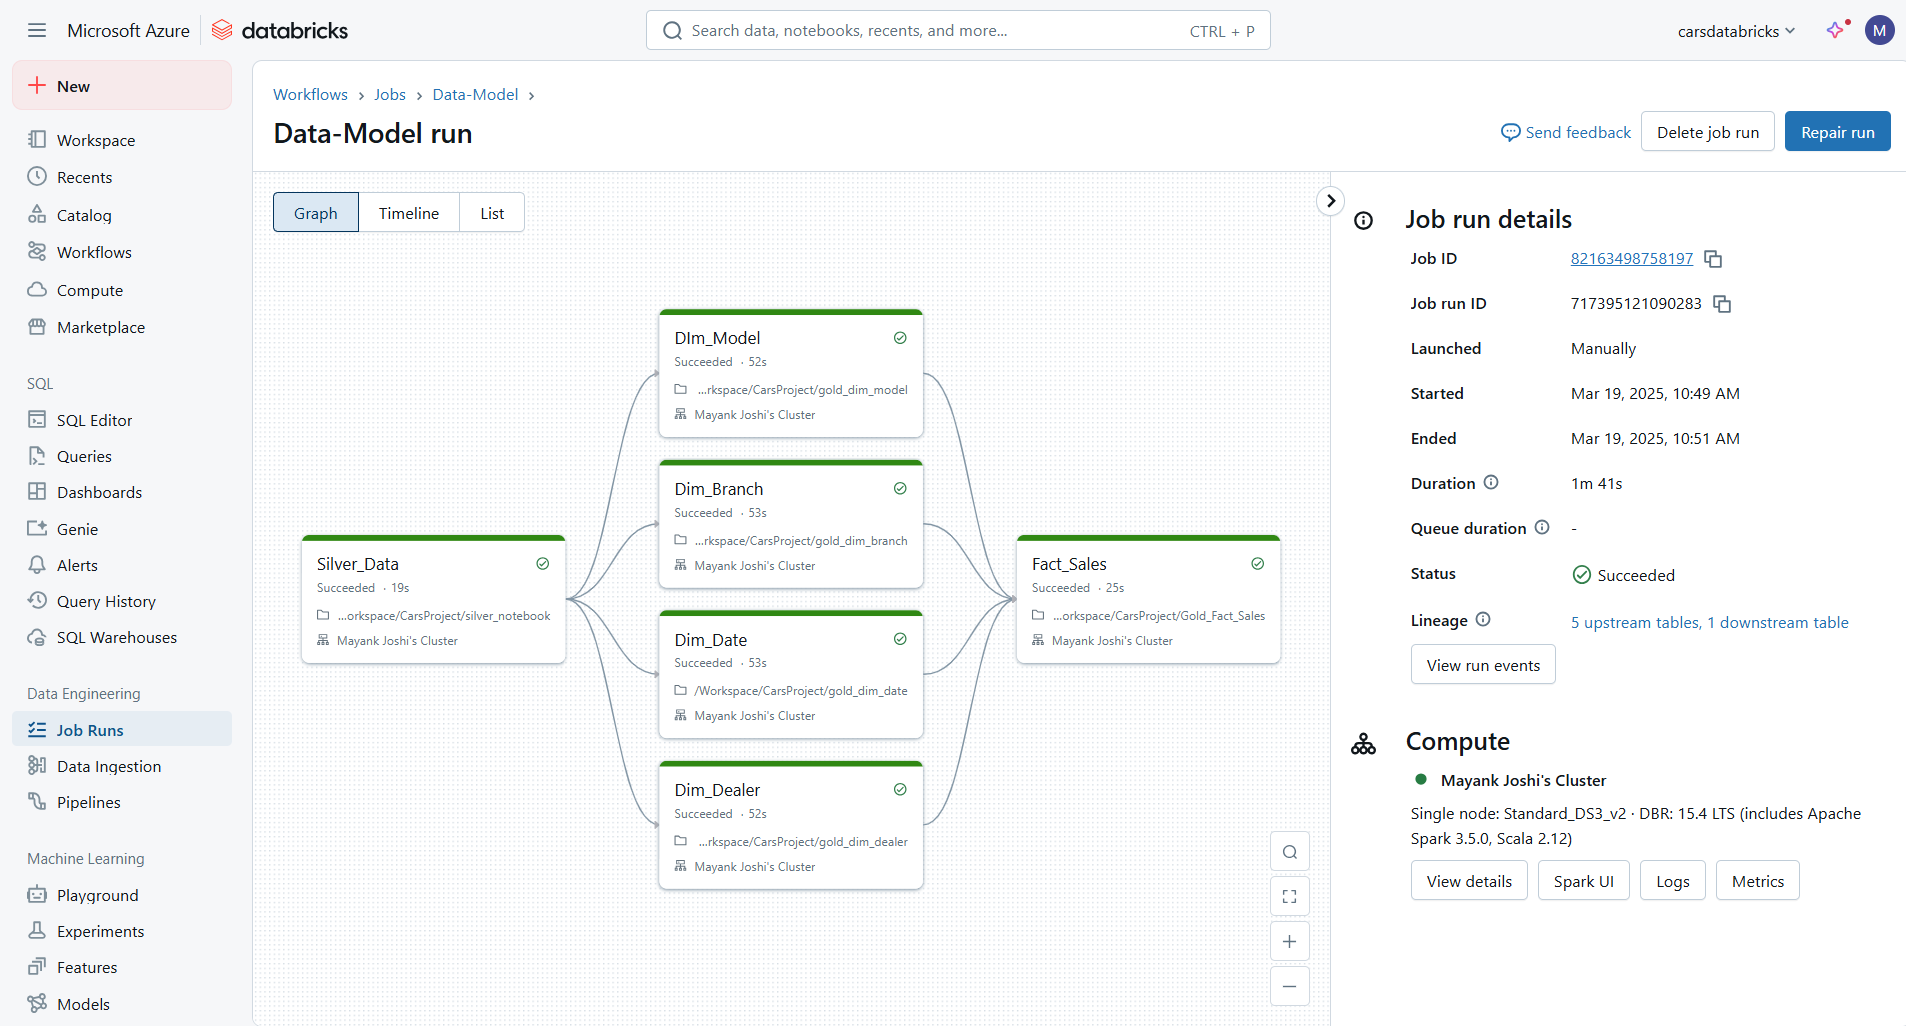 Microsoft Azure
databricks
Search data, notebooks, recents, and more...
CTRL + P
carsdatabricks
M
New
Workspace
Recents
Catalog
Workflows
Compute
Marketplace
SQL
SQL Editor
Queries
Dashboards
Genie
Alerts
Query History
SQL Warehouses
Data Engineering
Job Runs
Data Ingestion
Pipelines
Machine Learning
Playground
Experiments
Features
Models
Workflows › Jobs › Data-Model ›
Data-Model run
Send feedback
Delete job run
Repair run
Graph
Timeline
List
Silver_Data
Succeeded · 19s
...orkspace/CarsProject/silver_notebook
Mayank Joshi's Cluster
DIm_Model
Succeeded · 52s
...rkspace/CarsProject/gold_dim_model
Mayank Joshi's Cluster
Dim_Branch
Succeeded · 53s
...rkspace/CarsProject/gold_dim_branch
Mayank Joshi's Cluster
Dim_Date
Succeeded · 53s
/Workspace/CarsProject/gold_dim_date
Mayank Joshi's Cluster
Dim_Dealer
Succeeded · 52s
...rkspace/CarsProject/gold_dim_dealer
Mayank Joshi's Cluster
Fact_Sales
Succeeded · 25s
...orkspace/CarsProject/Gold_Fact_Sales
Mayank Joshi's Cluster
Job run details
Job ID 82163498758197
Job run ID 717395121090283
Launched Manually
Started Mar 19, 2025, 10:49 AM
Ended Mar 19, 2025, 10:51 AM
Duration 1m 41s
Queue duration -
Status Succeeded
Lineage 5 upstream tables, 1 downstream table
View run events
Compute
Mayank Joshi's Cluster
Single node: Standard_DS3_v2 · DBR: 15.4 LTS (includes Apache
Spark 3.5.0, Scala 2.12)
View details
Spark UI
Logs
Metrics